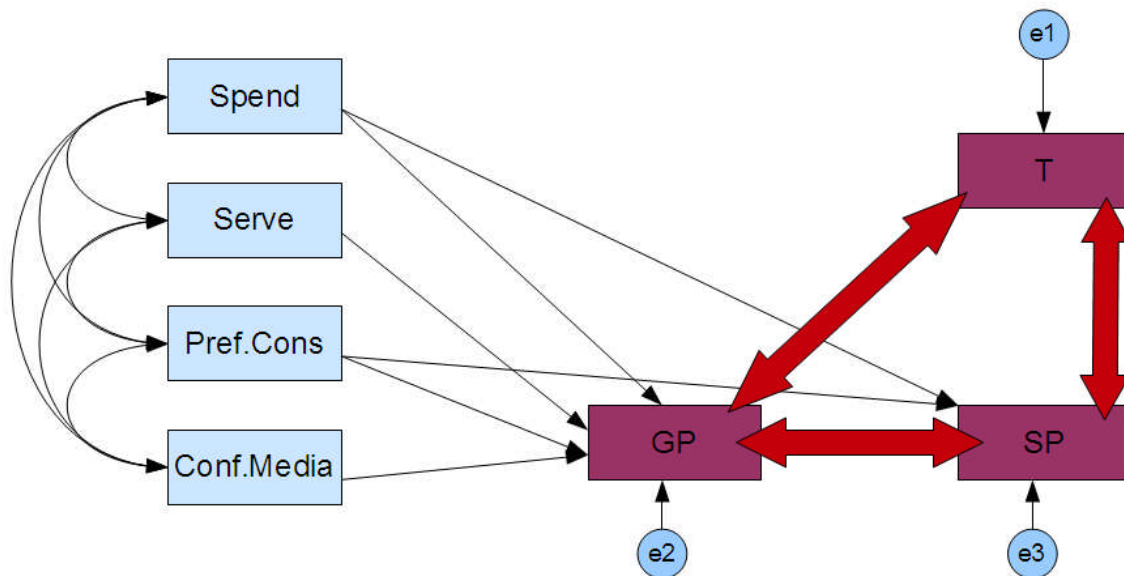 e1
Spend
T
Serve
Pref.Cons
GP
SP
Conf.Media
e2
e3